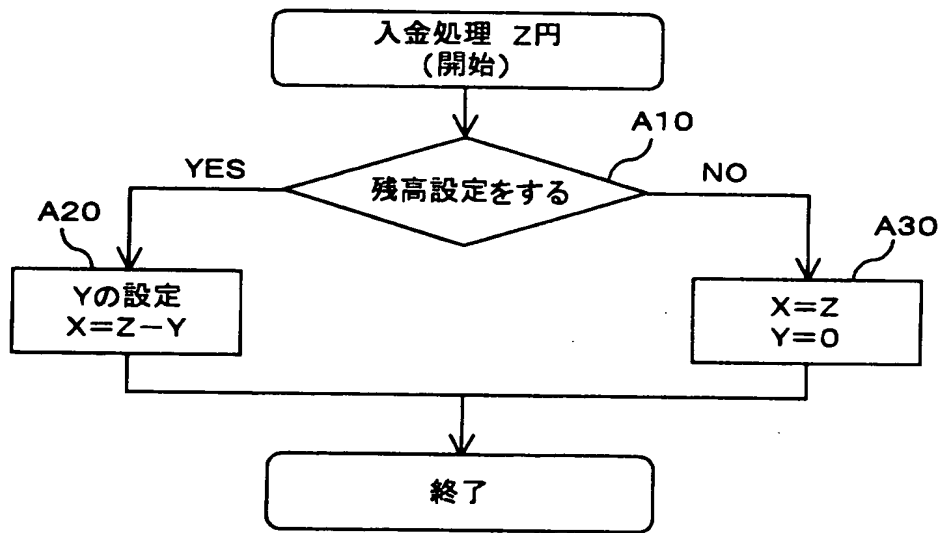 入金処理 Z円
(開始)
A10
YES
残高設定をする
NO
A20
A30
Yの設定
X=Z-Y
X=Z
Y=0
終了